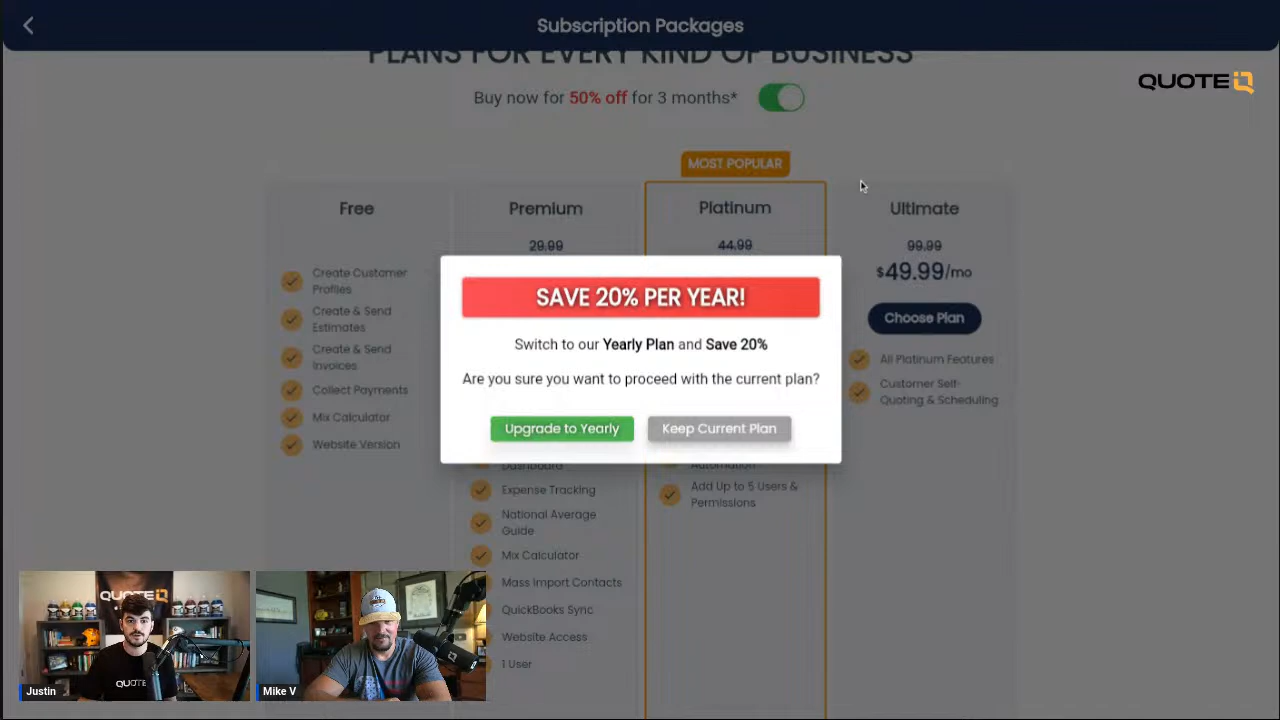 Subscription Packages
PLANS FOR EVERY KIND OF BUSINESS
Buy now for 50% off for 3 months*
QUOTEIQ
MOST POPULAR
Free
Create Customer
Profiles
Create & Send
Estimates
Create & Send
Invoices
Collect Payments
Mix Calculator
Website Version
Premium
29.99
Dashboard
Expense Tracking
National Average
Guide
Mix Calculator
Mass Import Contacts
QuickBooks Sync
Website Access
1 User
Platinum
44.99
Automation
Add Up to 5 Users &
Permissions
Ultimate
99.99
$49.99/mo
Choose Plan
All Platinum Features
Customer Self-
Quoting & Scheduling
SAVE 20% PER YEAR!
Switch to our Yearly Plan and Save 20%
Are you sure you want to proceed with the current plan?
Upgrade to Yearly
Keep Current Plan
QUOTEIQ
QUOTE
Justin
Mike V